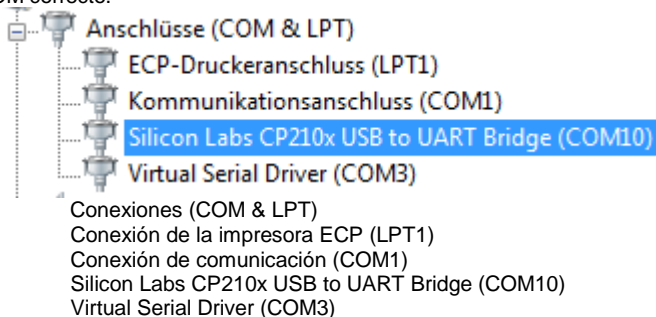 COM correcto.
Anschlüsse (COM & LPT)
ECP-Druckeranschluss (LPT1)
Kommunikationsanschluss (COM1)
Silicon Labs CP210x USB to UART Bridge (COM10)
Virtual Serial Driver (COM3)
Conexiones (COM & LPT)
Conexión de la impresora ECP (LPT1)
Conexión de comunicación (COM1)
Silicon Labs CP210x USB to UART Bridge (COM10)
Virtual Serial Driver (COM3)